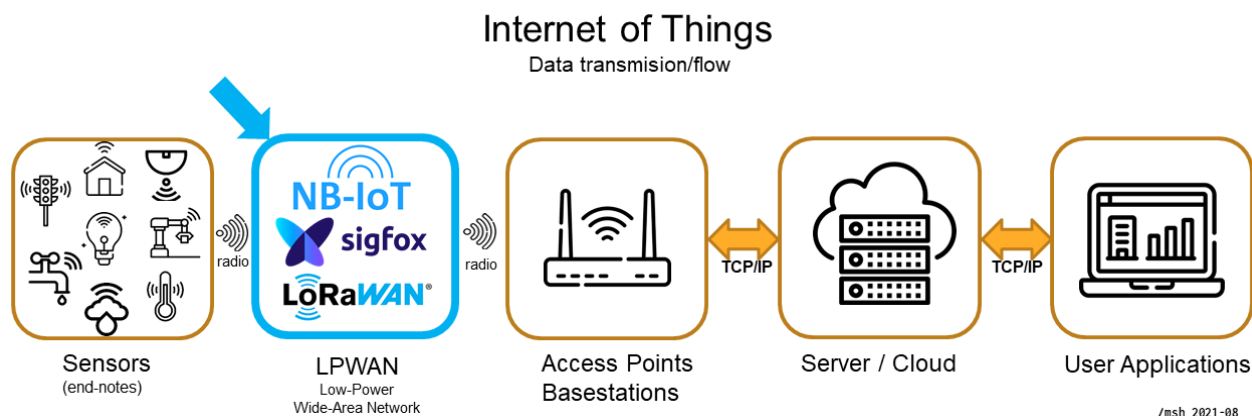 Internet of Things
Data transmision/flow
NB-IoT
sigfox
LoRaWAN®
radio
radio
TCP/IP
TCP/IP
Sensors
(end-notes)
LPWAN
Low-Power
Wide-Area Network
Access Points
Basestations
Server / Cloud
User Applications
/msh 2021-08